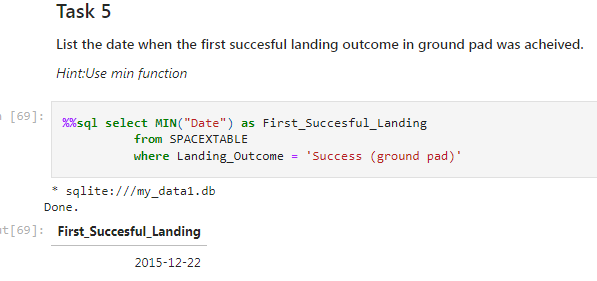 Task 5
List the date when the first succesful landing outcome in ground pad was acheived.
Hint:Use min function
[69]:
%%sql select MIN("Date") as First_Succesful_Landing
from SPACEXTABLE
where Landing_Outcome = 'Success (ground pad)'
* sqlite:///my_data1.db
Done.
t[69]:
First_Succesful_Landing
2015-12-22